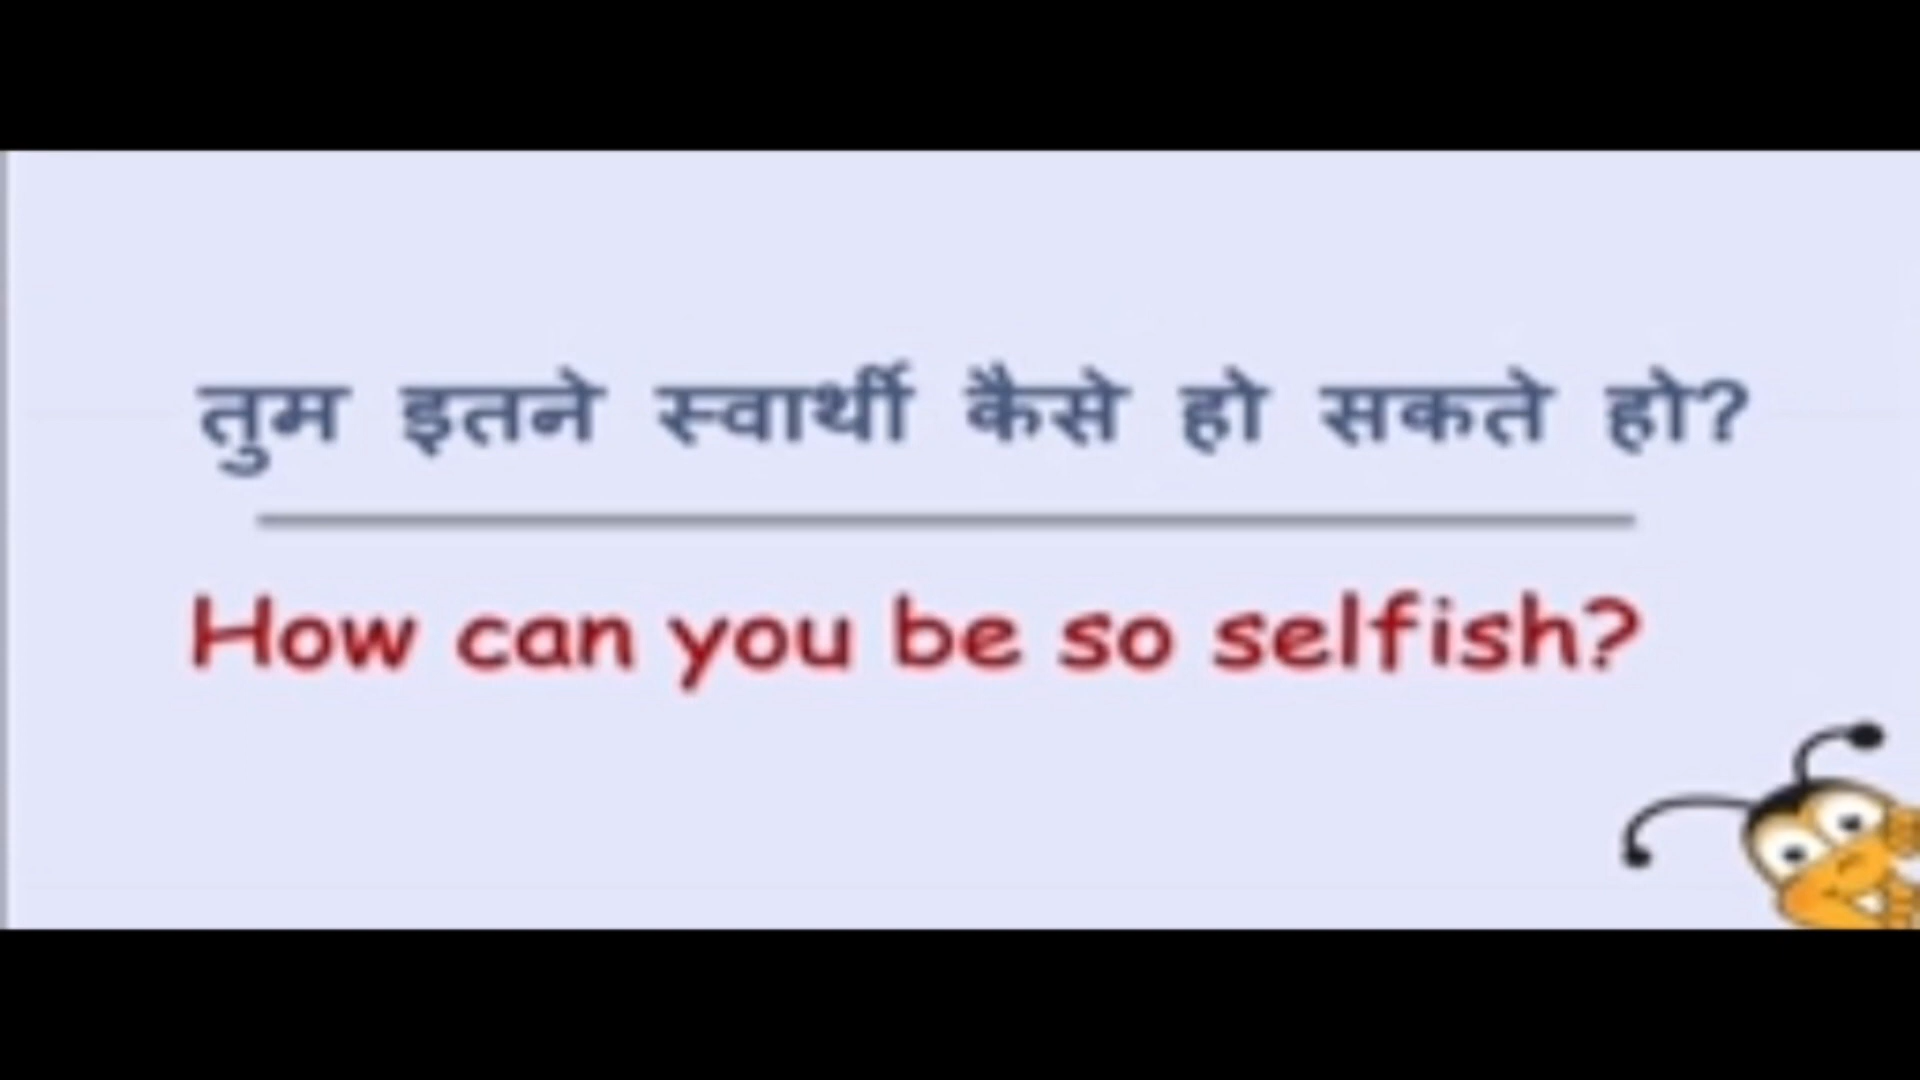 तुम इतने स्वार्थी कैसे हो सकते हो?
How can you be so selfish?